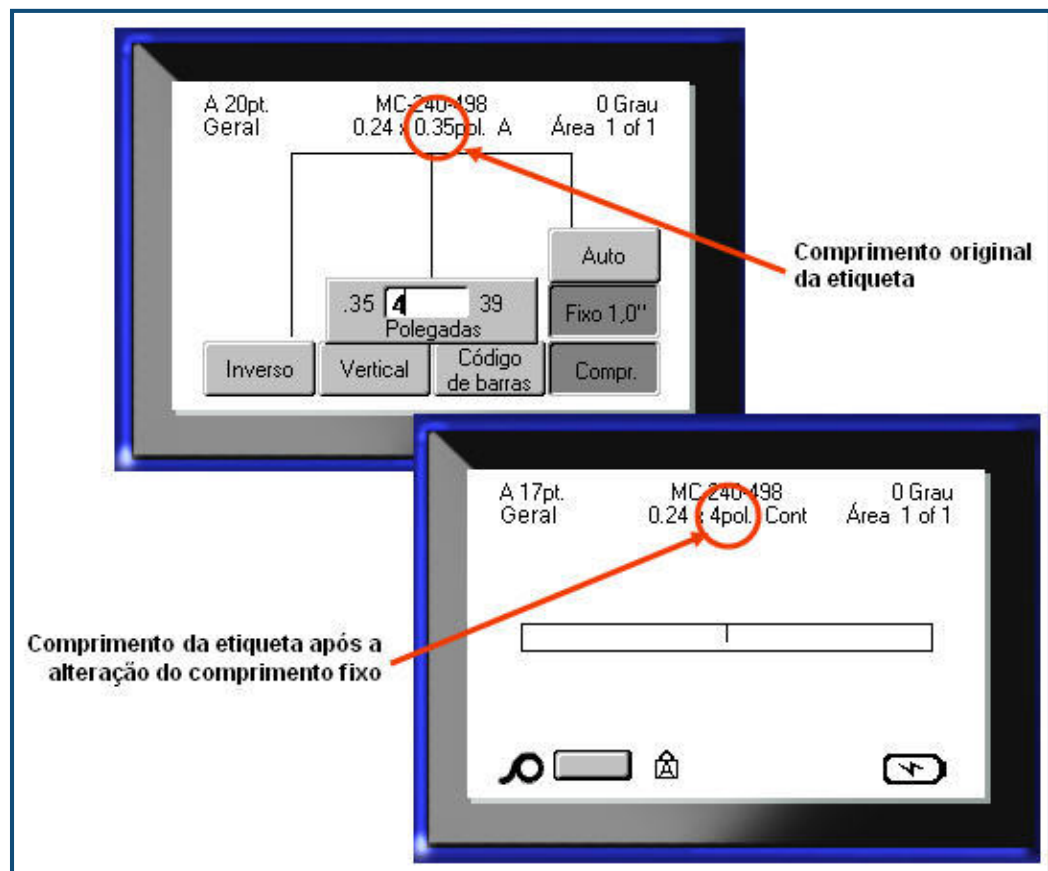 A 20pt. MC-240-498 0 Grau
Geral 0.24 x 0.35pol. A Área 1 of 1
Auto
Comprimento original
da etiqueta
.35 4 39
Polegadas
Fixo 1,0"
Inverso Vertical Código
de barras Compr.
A 17pt. MC-240-498 0 Grau
Geral 0.24 x 4pol. Cont Área 1 of 1
Comprimento da etiqueta após a
alteração do comprimento fixo
A